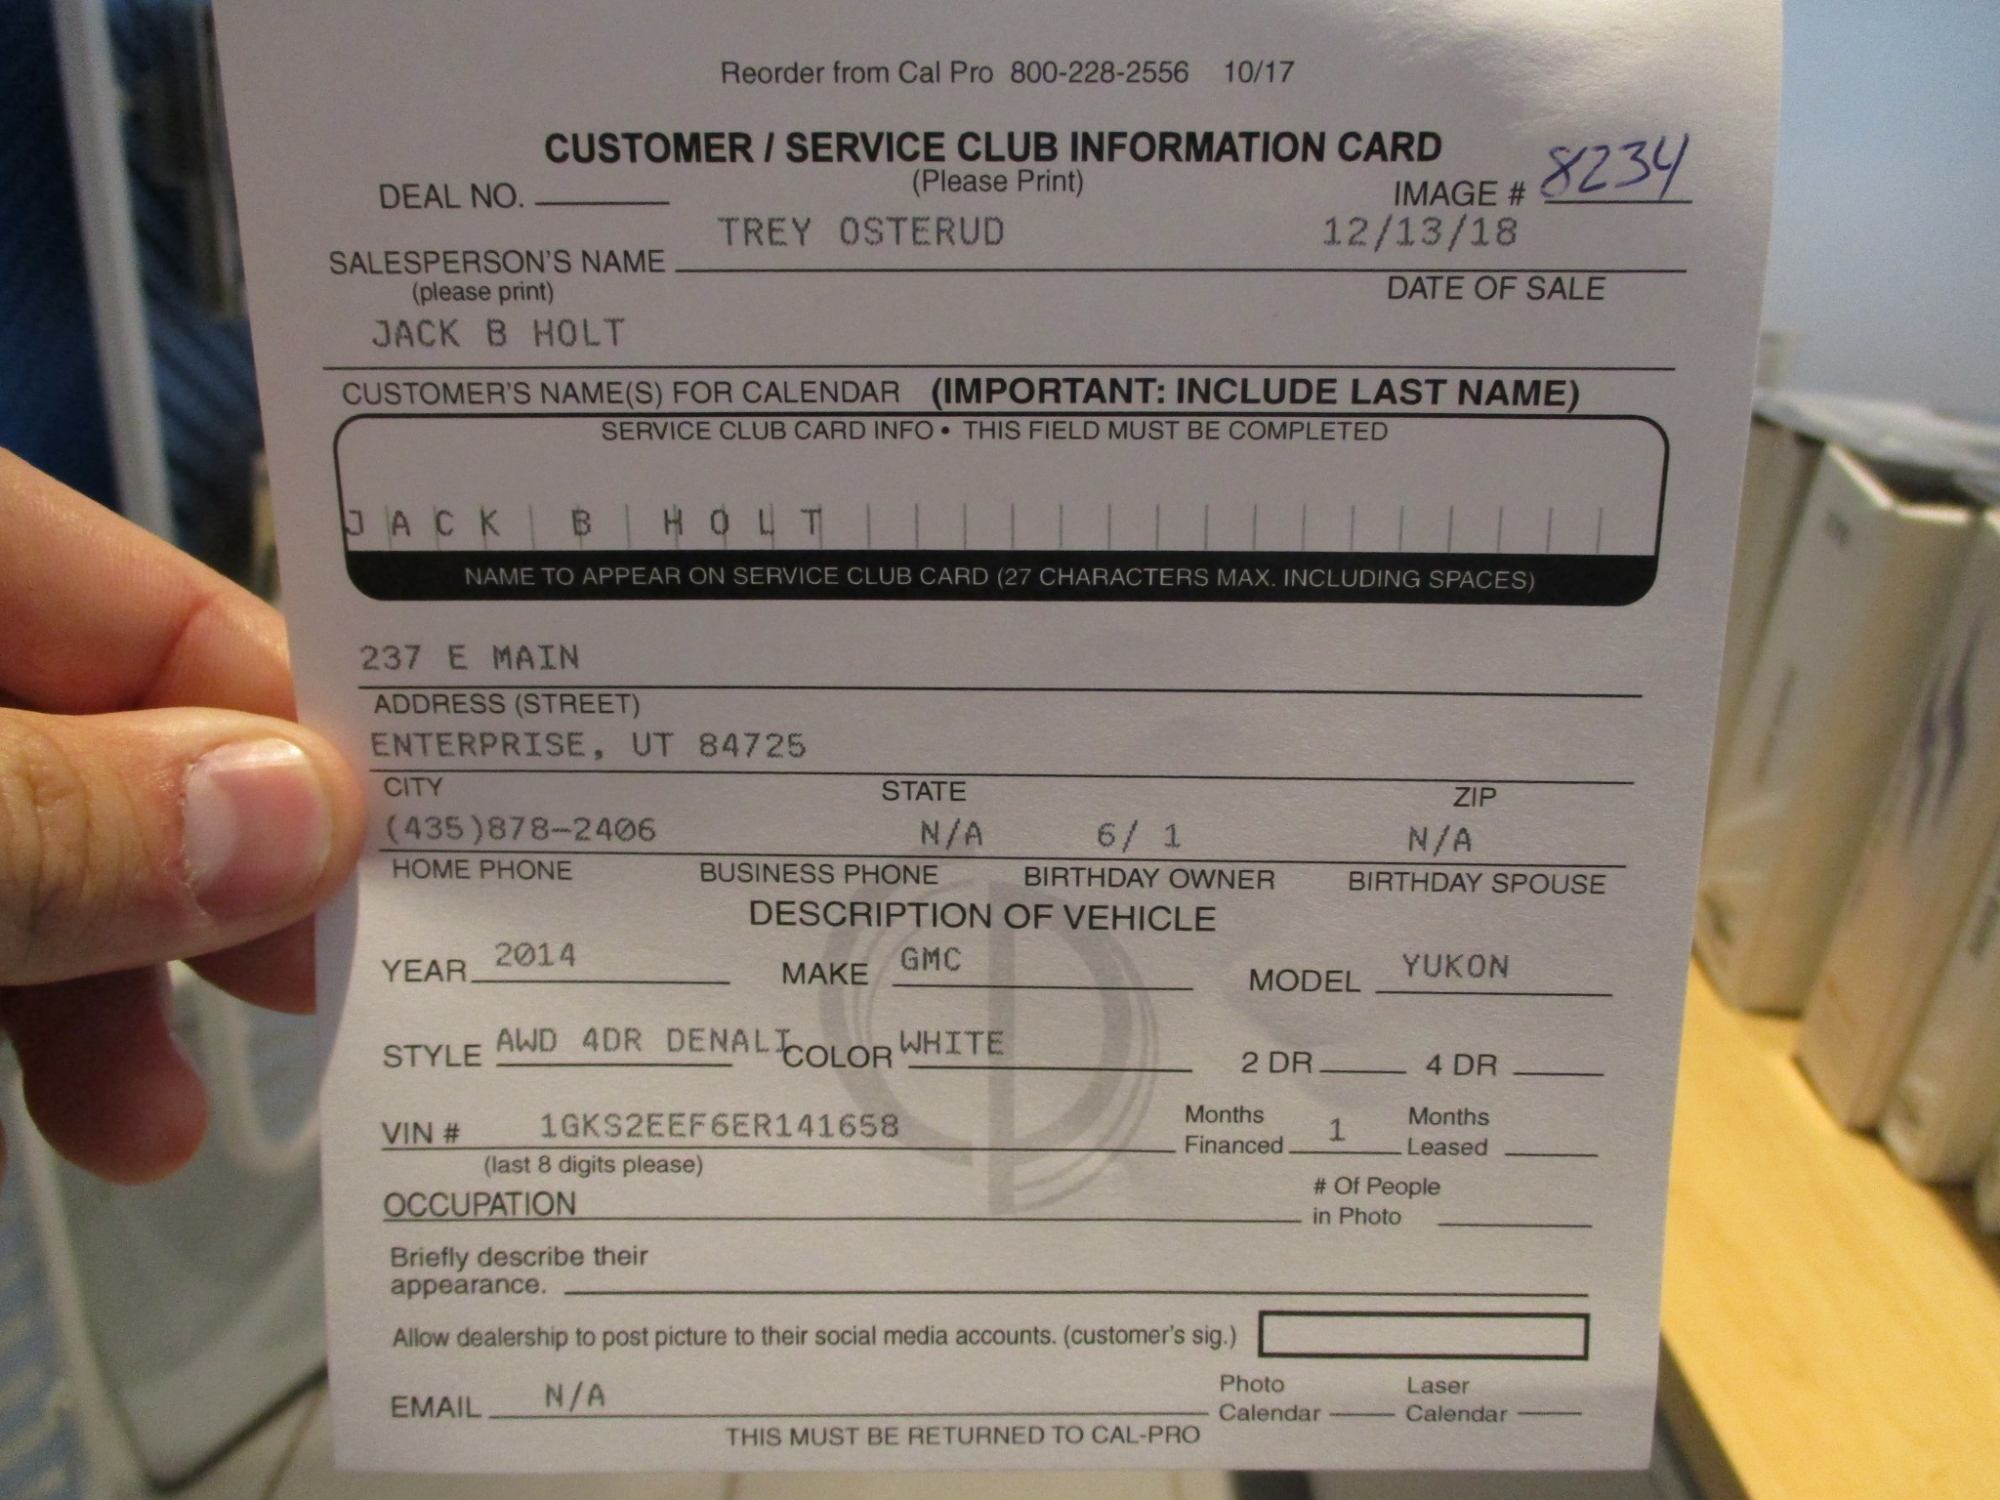 Reorder from Cal Pro 800-228-2556 10/17
CUSTOMER / SERVICE CLUB INFORMATION CARD
(Please Print)
DEAL NO. IMAGE # 8234
TREY OSTERUD 12/13/18
SALESPERSON'S NAME
(please print) DATE OF SALE
JACK B HOLT
CUSTOMER'S NAME(S) FOR CALENDAR (IMPORTANT: INCLUDE LAST NAME)
SERVICE CLUB CARD INFO • THIS FIELD MUST BE COMPLETED
JACK B HOLT
NAME TO APPEAR ON SERVICE CLUB CARD (27 CHARACTERS MAX. INCLUDING SPACES)
237 E MAIN
ADDRESS (STREET)
ENTERPRISE, UT 84725
CITY STATE ZIP
(435)878-2406 N/A 6/ 1 N/A
HOME PHONE BUSINESS PHONE BIRTHDAY OWNER BIRTHDAY SPOUSE
DESCRIPTION OF VEHICLE
YEAR 2014 MAKE GMC MODEL YUKON
STYLE AWD 4DR DENALI COLOR WHITE 2 DR 4 DR
VIN # 1GKS2EEF6ER141658 Months Financed 1 Months Leased
(last 8 digits please)
OCCUPATION # Of People in Photo
Briefly describe their
appearance.
Allow dealership to post picture to their social media accounts. (customer's sig.)
EMAIL N/A Photo Calendar Laser Calendar
THIS MUST BE RETURNED TO CAL-PRO